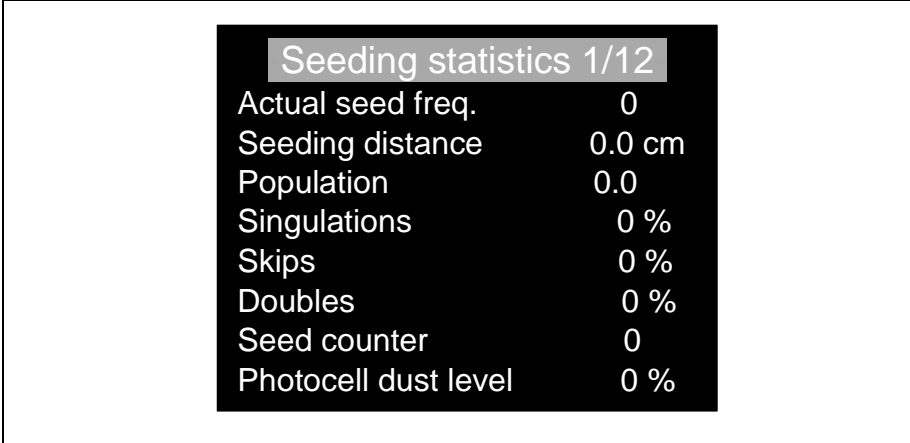 Seeding statistics 1/12
Actual seed freq. 0
Seeding distance 0.0 cm
Population 0.0
Singulations 0 %
Skips 0 %
Doubles 0 %
Seed counter 0
Photocell dust level 0 %